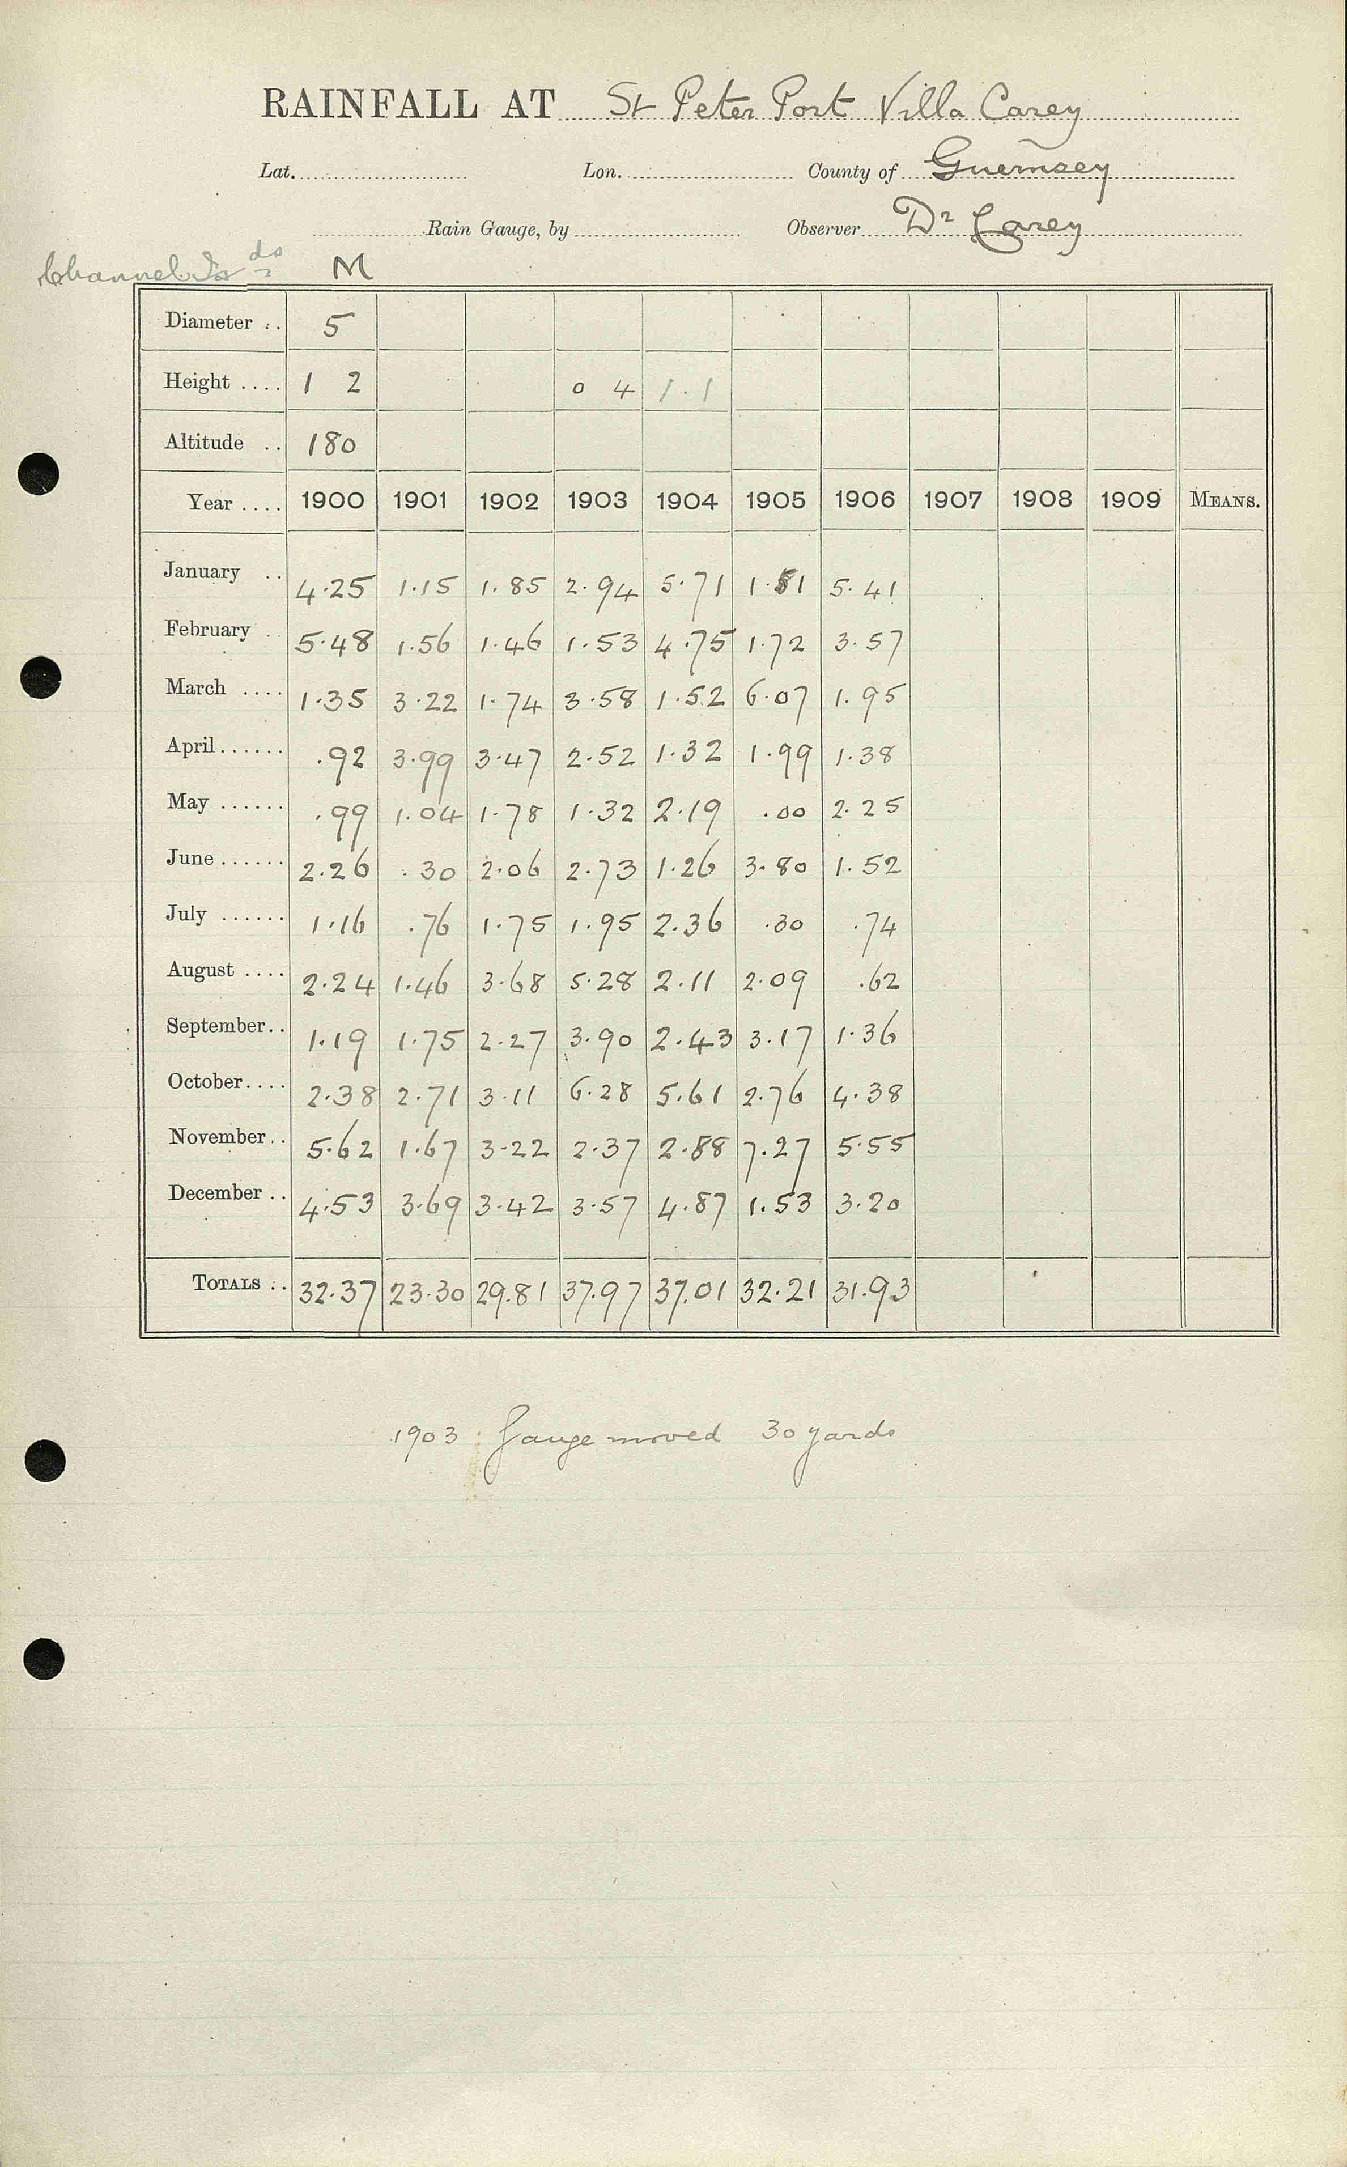 RAINFALL AT St Peter Port Villa Carey
Lat. Lon. County of Guernsey
Rain Gauge, by Observer Dr Carey
Channel Is ds M
Diameter .. 5
Height .... 1 2 0 4 1.1
Altitude .. 180
Year .... 1900 1901 1902 1903 1904 1905 1906 1907 1908 1909 MEANS.
January .. 4.25 1.15 1.85 2.94 5.71 1.51 5.41
February .. 5.48 1.56 1.46 1.53 4.75 1.72 3.57
March .... 1.35 3.22 1.74 3.58 1.52 6.07 1.95
April...... .92 3.99 3.47 2.52 1.32 1.99 1.38
May ...... .99 1.04 1.78 1.32 2.19 .00 2.25
June ...... 2.26 .30 2.06 2.73 1.26 3.80 1.52
July ...... 1.16 .76 1.75 1.95 2.36 .30 .74
August .... 2.24 1.46 3.68 5.28 2.11 2.09 .62
September.. 1.19 1.75 2.27 3.90 2.43 3.17 1.36
October.... 2.38 2.71 3.11 6.28 5.61 2.76 4.38
November.. 5.62 1.67 3.22 2.37 2.88 7.27 5.55
December .. 4.53 3.69 3.42 3.57 4.87 1.53 3.20
TOTALS .. 32.37 23.30 29.81 37.97 37.01 32.21 31.93
1903 Gauge moved 30 yards